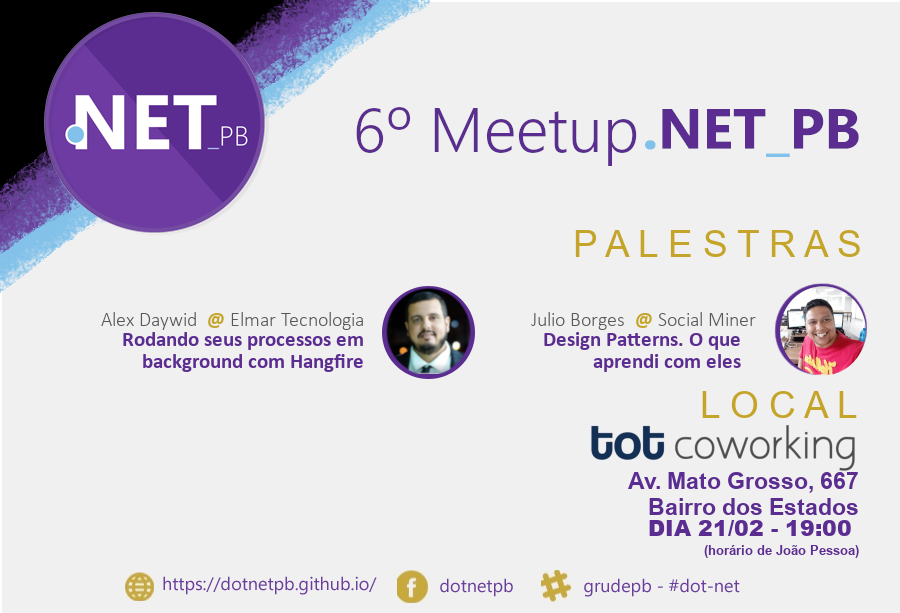 .NET_PB
6º Meetup .NET_PB
PALESTRAS
Alex Daywid @ Elmar Tecnologia
Rodando seus processos em
background com Hangfire
Julio Borges @ Social Miner
Design Patterns. O que
aprendi com eles
LOCAL
tot coworking
Av. Mato Grosso, 667
Bairro dos Estados
DIA 21/02 - 19:00
(horário de João Pessoa)
https://dotnetpb.github.io/
dotnetpb
grudepb - #dot-net